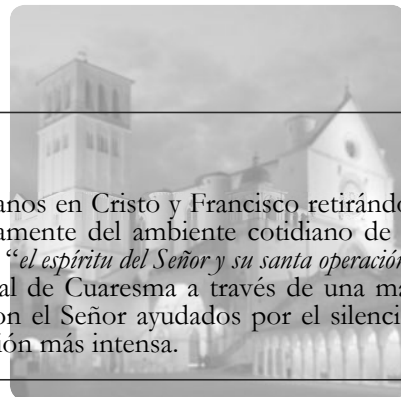 anos en Cristo y Francisco retirándo
amente del ambiente cotidiano de
“el espíritu del Señor y su santa operación
al de Cuaresma a través de una ma
on el Señor ayudados por el silenci
ión más intensa.